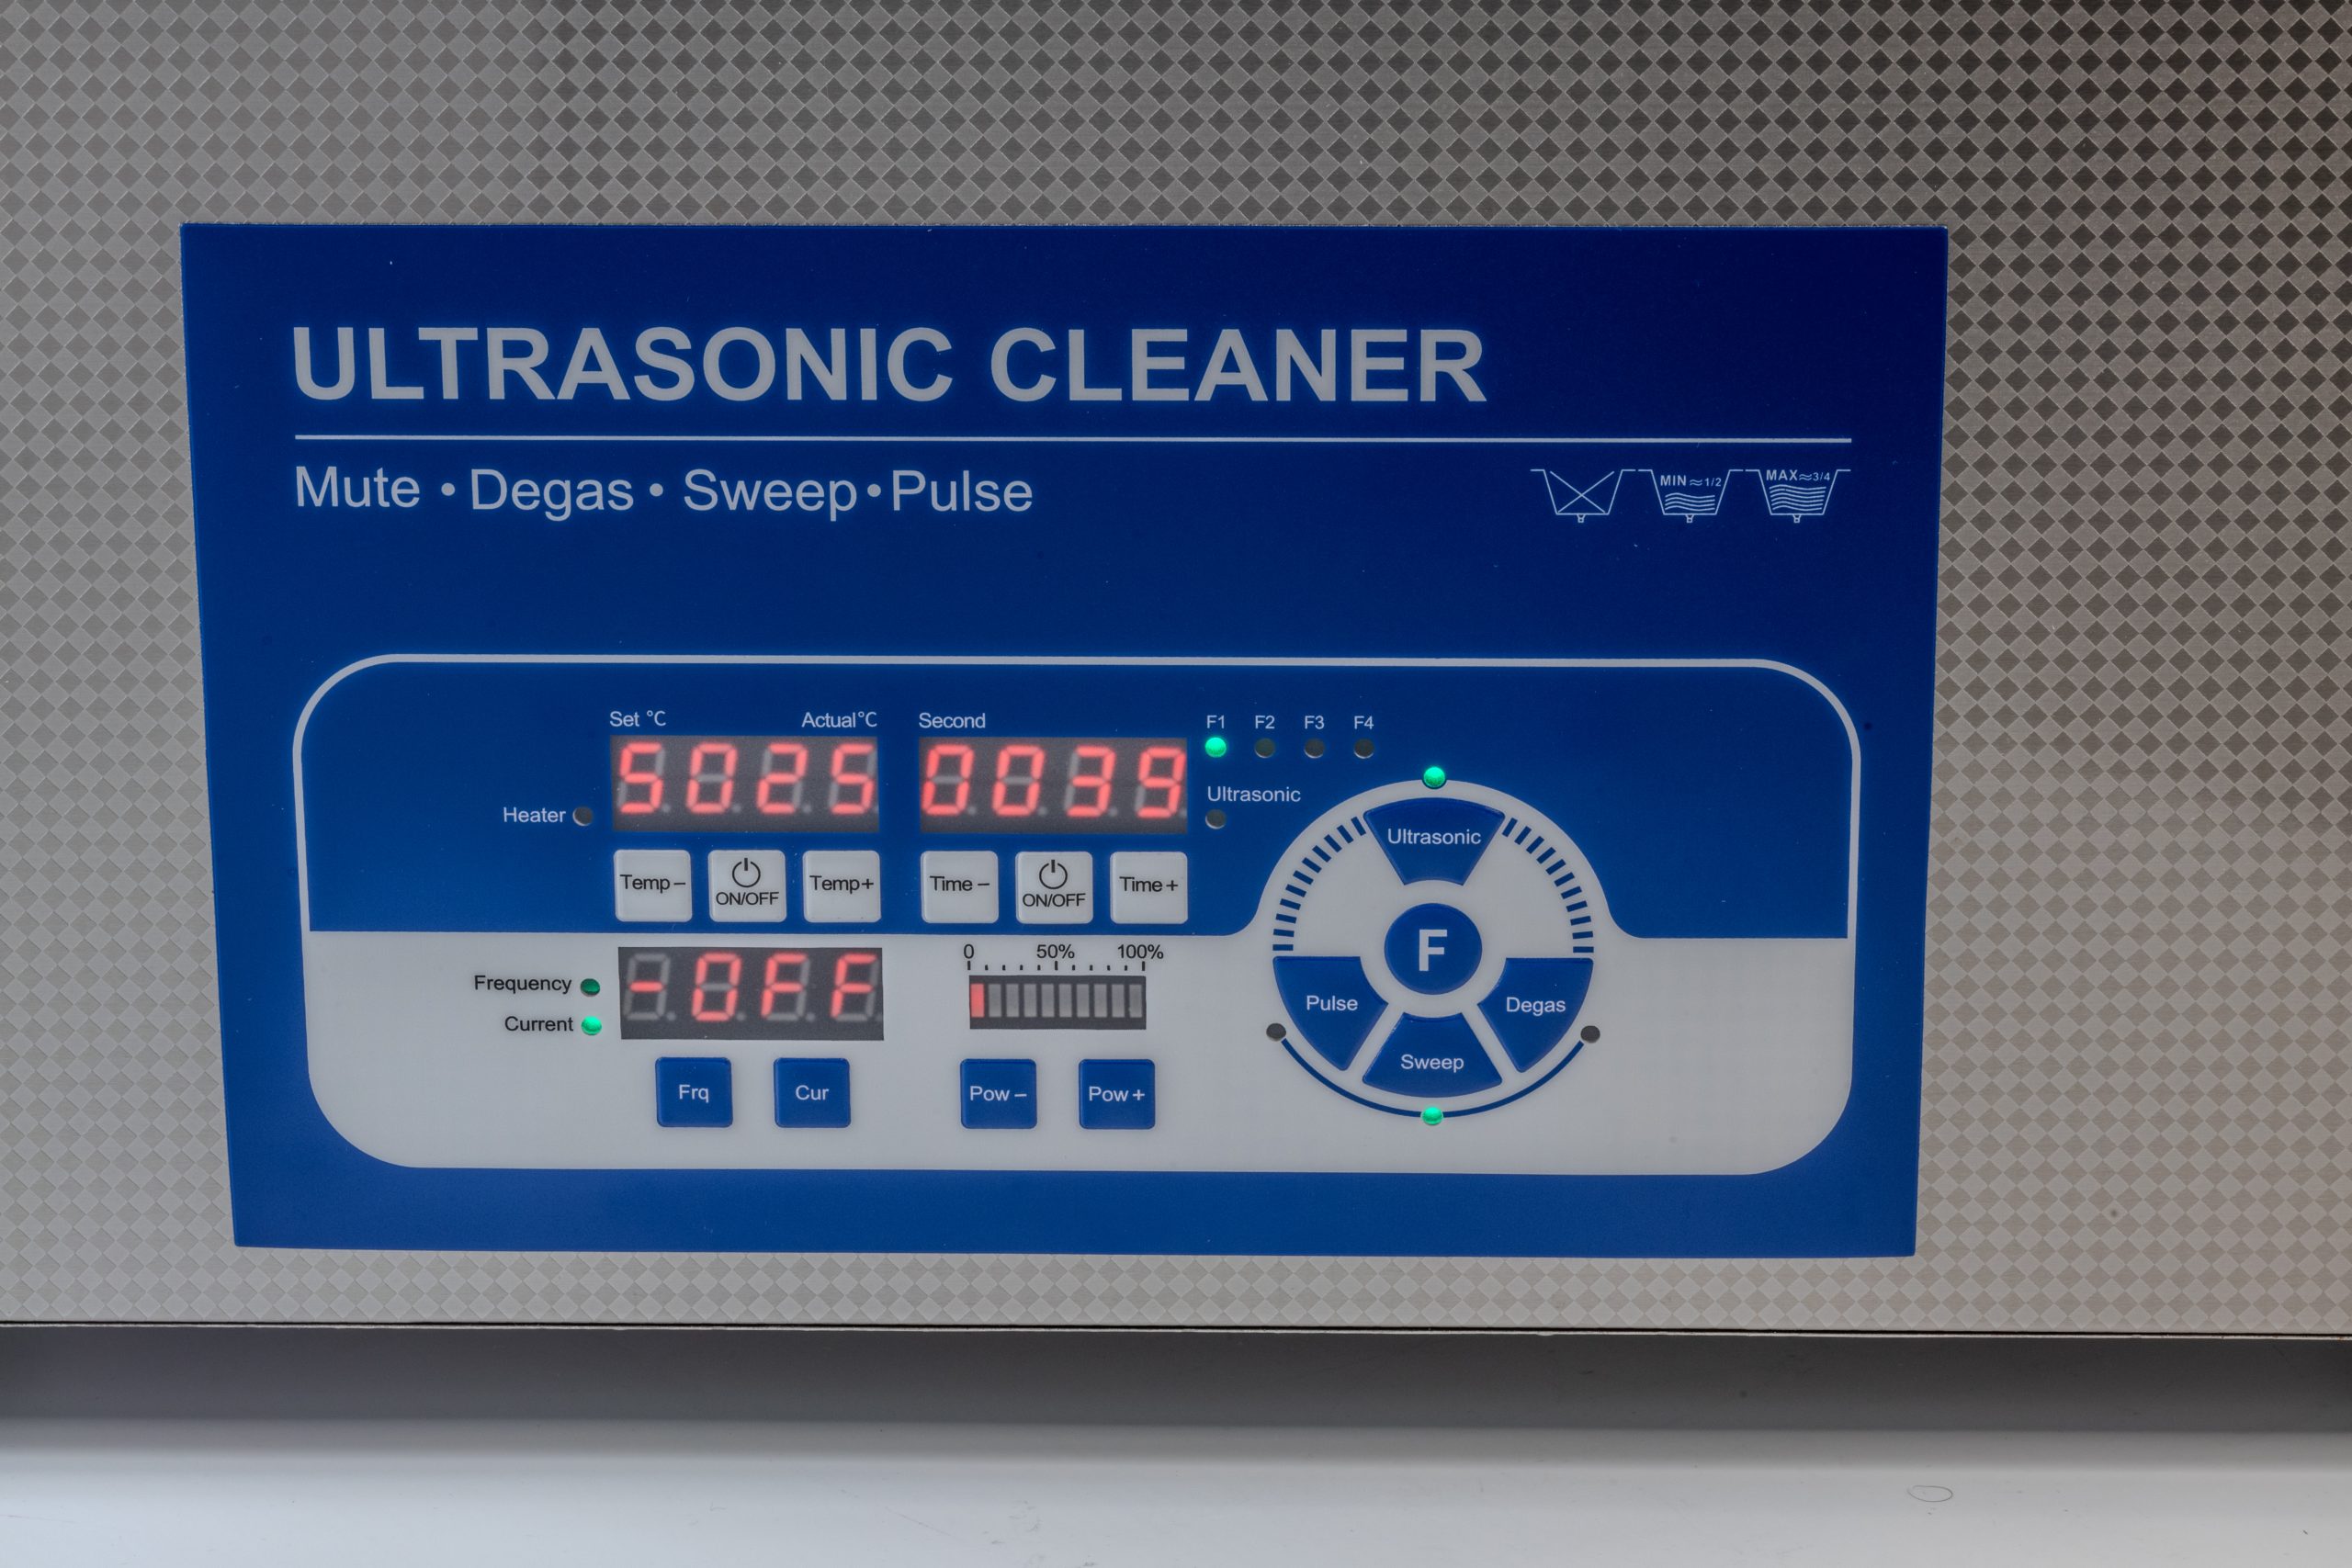 ULTRASONIC CLEANER
Mute • Degas • Sweep • Pulse
MIN≈1/2 MAX≈3/4
Set °C Actual°C Second F1 F2 F3 F4
5025 0039
Ultrasonic
Heater
Ultrasonic
Temp− ON/OFF Temp+ Time− ON/OFF Time+
0 50% 100%
F
Frequency
-OFF
Pulse Degas
Current
Sweep
Frq Cur Pow− Pow+